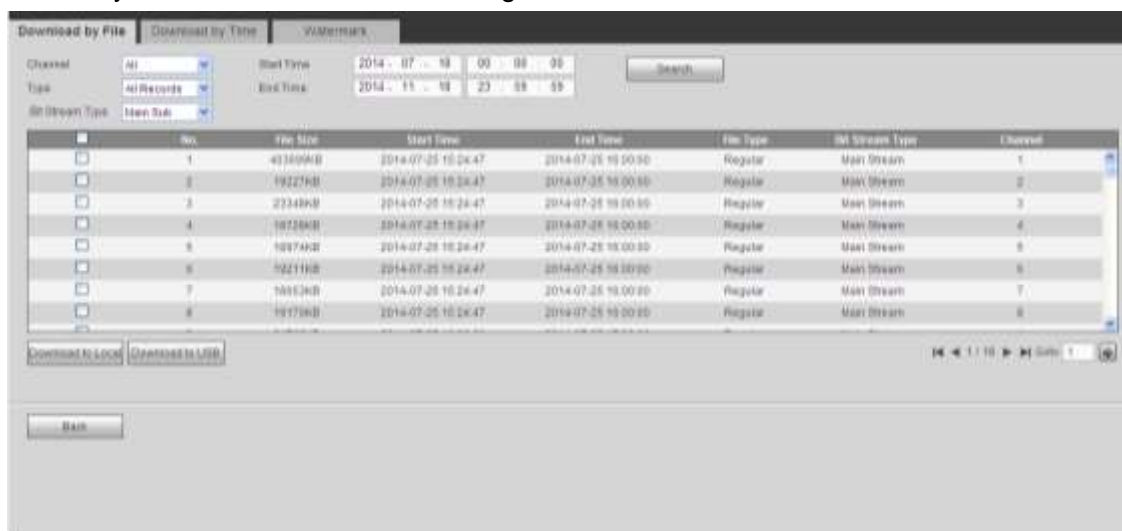 Download by File Download by Time Watermark
Channel All Start Time 2014 - 07 - 18 00 : 00 : 00 Search
Type All Records End Time 2014 - 11 - 18 23 : 59 : 59
Bit Stream Type Main Sub
No. File Size Start Time End Time File Type Bit Stream Type Channel
1 2014-07-25 15:24:47 2014-07-25 16:00:00 Regular Main Stream 1
2 19227KB 2014-07-25 15:24:47 2014-07-25 16:00:00 Regular Main Stream 2
3 2014-07-25 15:24:47 2014-07-25 16:00:00 Regular Main Stream 3
4 2014-07-25 15:24:47 2014-07-25 16:00:00 Regular Main Stream 4
5 2014-07-25 15:24:47 2014-07-25 16:00:00 Regular Main Stream 5
6 19211KB 2014-07-25 15:24:47 2014-07-25 16:00:00 Regular Main Stream 6
7 2014-07-25 15:24:47 2014-07-25 16:00:00 Regular Main Stream 7
8 2014-07-25 15:24:47 2014-07-25 16:00:00 Regular Main Stream 8
Download to Local Download to USB 1
Back